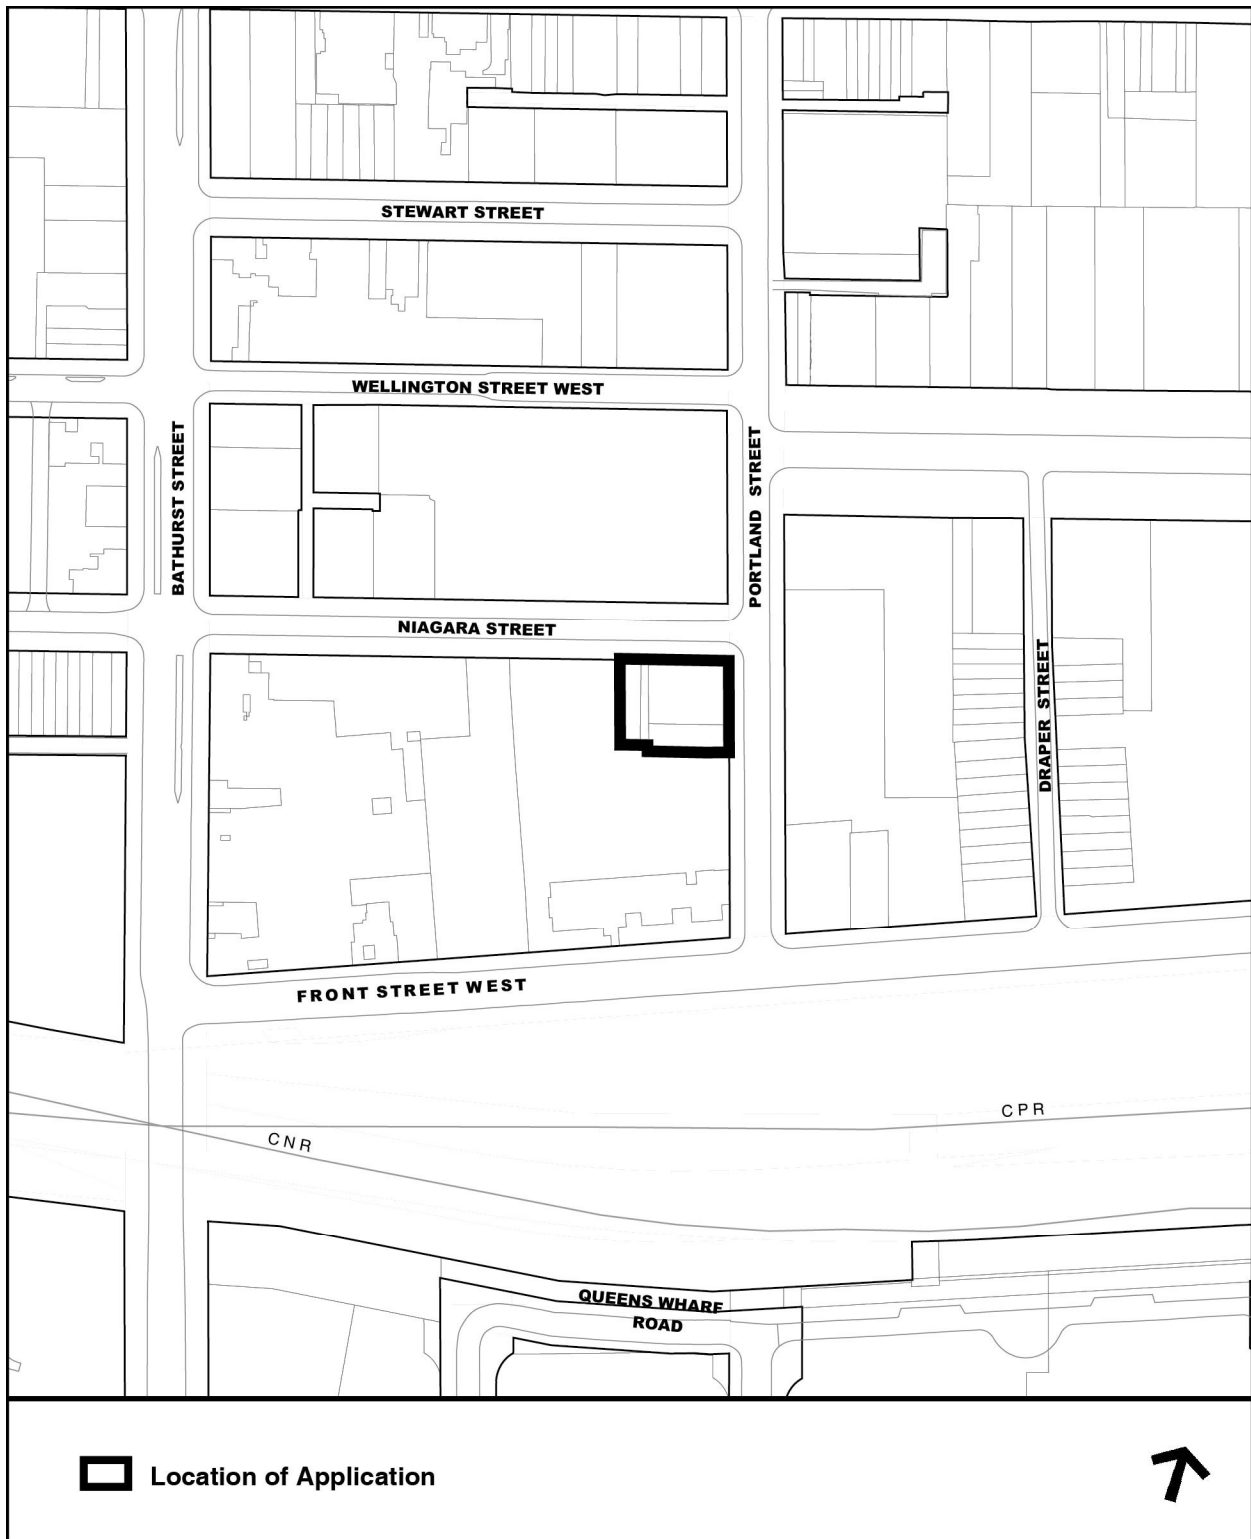 STEWART STREET
WELLINGTON STREET WEST
BATHURST STREET
PORTLAND STREET
NIAGARA STREET
DRAPER STREET
FRONT STREET WEST
CPR
CNR
QUEENS WHARF
ROAD
Location of Application